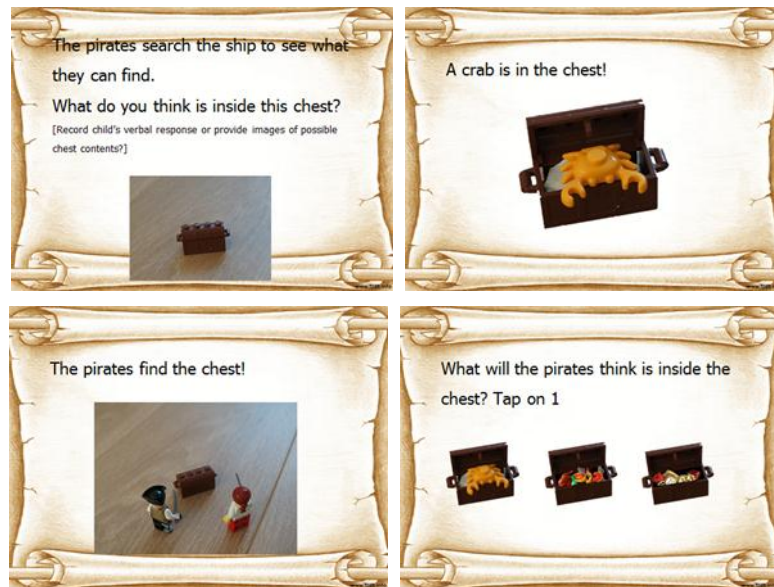 The pirates search the ship to see what
they can find.
What do you think is inside this chest?
[Record child's verbal response or provide images of possible
chest contents?]
A crab is in the chest!
The pirates find the chest!
What will the pirates think is inside the
chest? Tap on 1